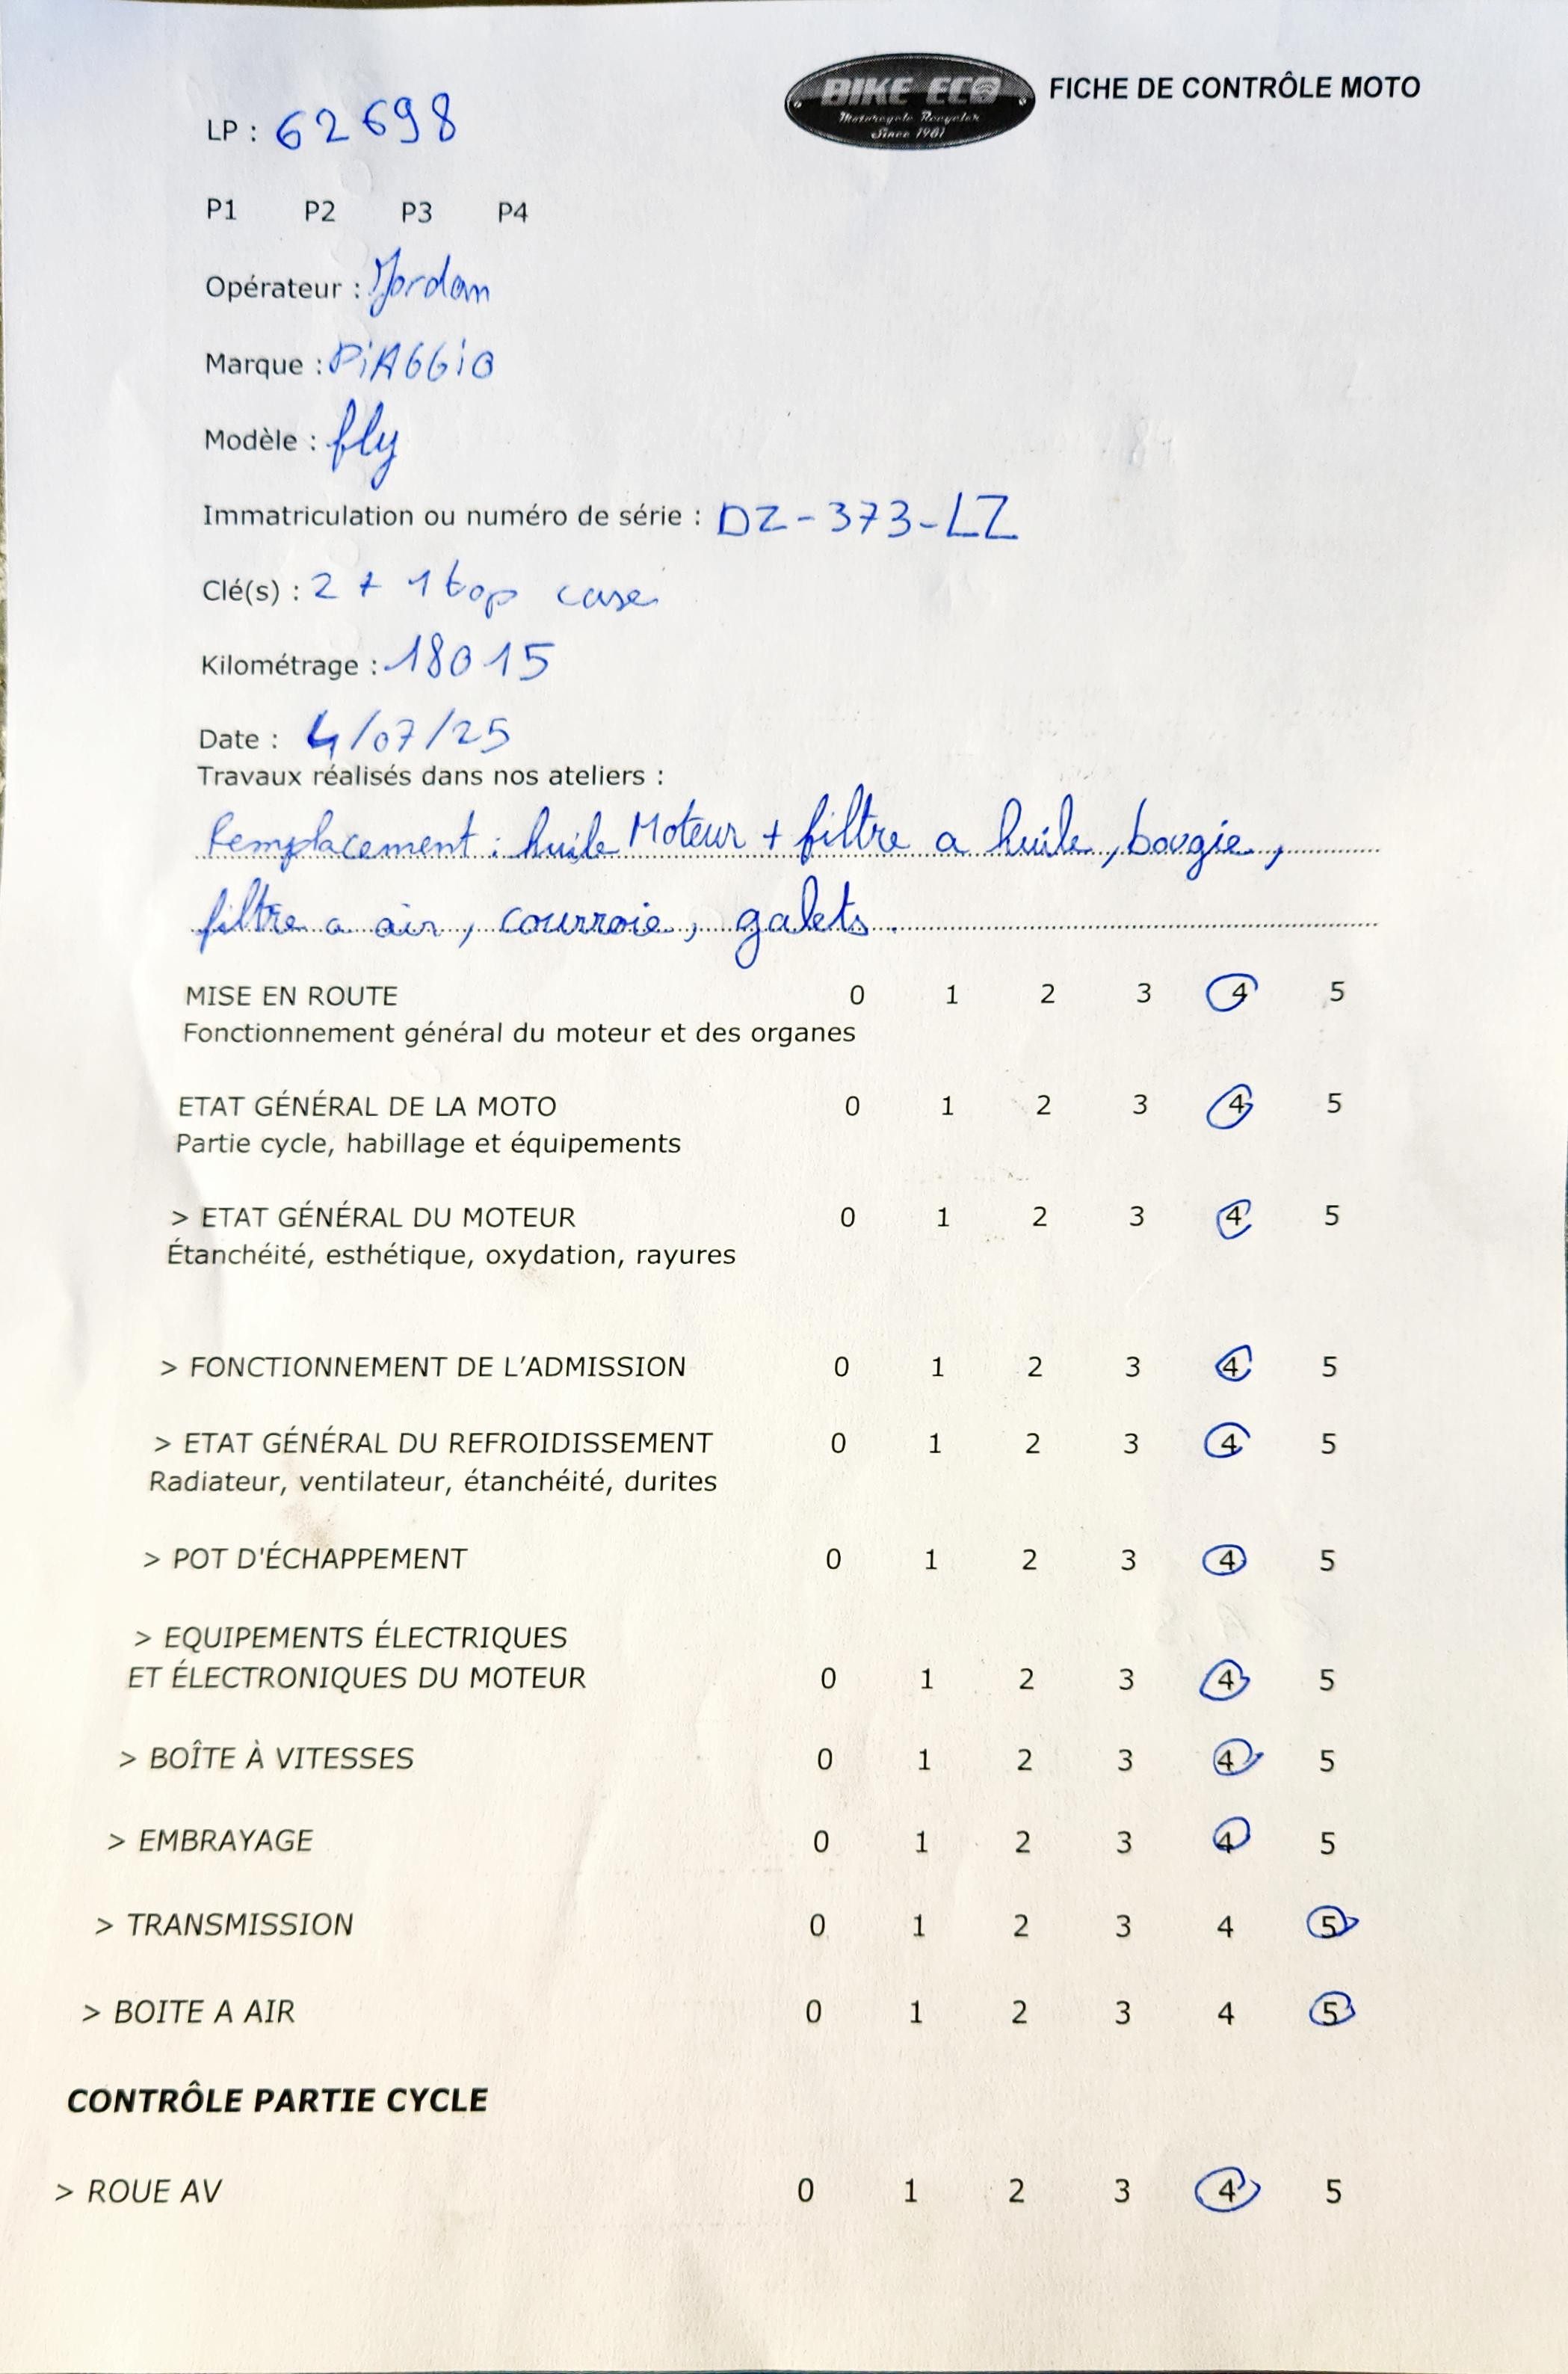 BIKE ECO
Motorcycle Recycler
Since 1981
FICHE DE CONTRÔLE MOTO
LP : 62698
P1 P2 P3 P4
Opérateur : Jordan
Marque : PiAGGiO
Modèle : fly
Immatriculation ou numéro de série : DZ-373-LZ
Clé(s) : 2 + 1 top case
Kilométrage : 18015
Date : 4/07/25
Travaux réalisés dans nos ateliers :
Remplacement : huile Moteur + filtre a huile, bougie,
filtre a air, courroie, galets.
MISE EN ROUTE 0 1 2 3 4 5
Fonctionnement général du moteur et des organes
ETAT GÉNÉRAL DE LA MOTO 0 1 2 3 4 5
Partie cycle, habillage et équipements
> ETAT GÉNÉRAL DU MOTEUR 0 1 2 3 4 5
Étanchéité, esthétique, oxydation, rayures
> FONCTIONNEMENT DE L'ADMISSION 0 1 2 3 4 5
> ETAT GÉNÉRAL DU REFROIDISSEMENT 0 1 2 3 4 5
Radiateur, ventilateur, étanchéité, durites
> POT D'ÉCHAPPEMENT 0 1 2 3 4 5
> EQUIPEMENTS ÉLECTRIQUES
ET ÉLECTRONIQUES DU MOTEUR 0 1 2 3 4 5
> BOÎTE À VITESSES 0 1 2 3 4 5
> EMBRAYAGE 0 1 2 3 4 5
> TRANSMISSION 0 1 2 3 4 5
> BOITE A AIR 0 1 2 3 4 5
CONTRÔLE PARTIE CYCLE
> ROUE AV 0 1 2 3 4 5